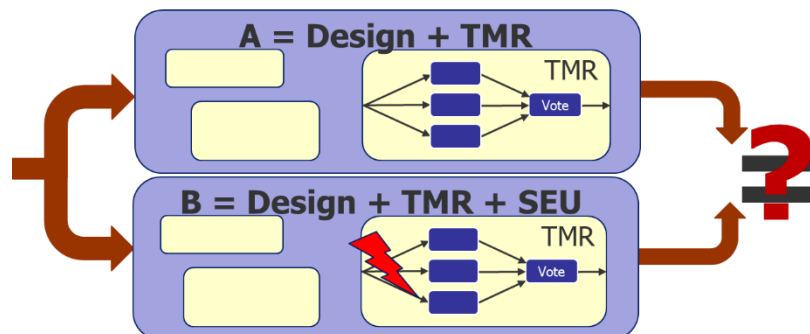 A = Design + TMR
TMR
Vote
B = Design + TMR + SEU
TMR
Vote
=
?